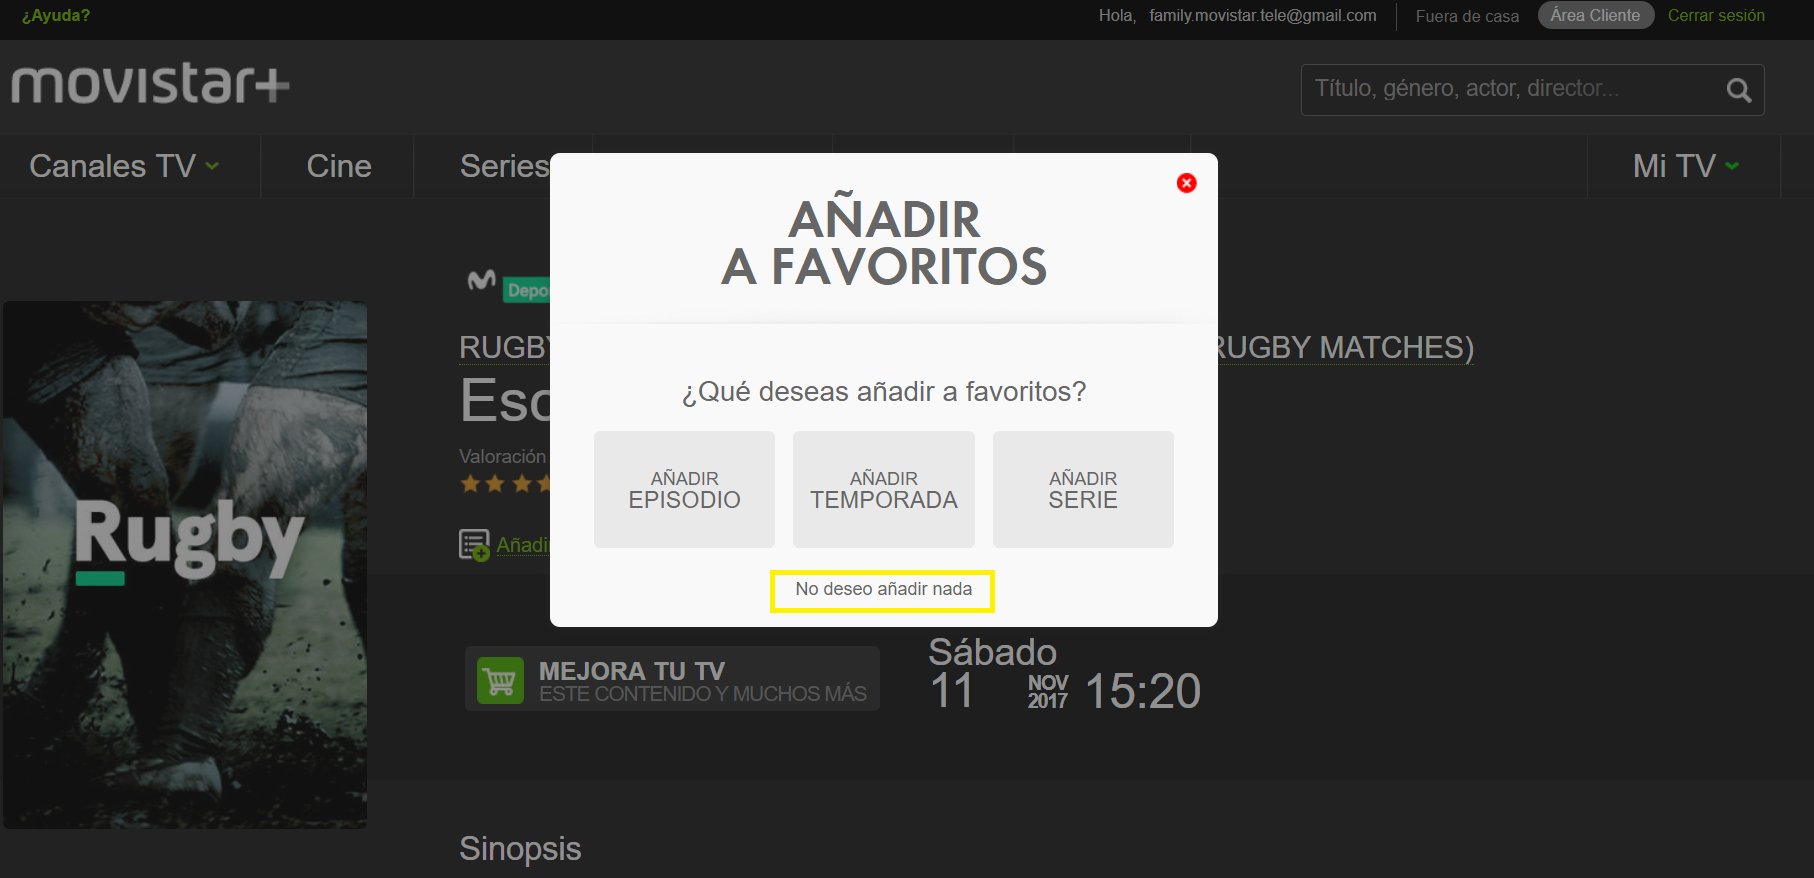 ¿Ayuda?
Hola, family.movistar.tele@gmail.com
Fuera de casa
Área Cliente
Cerrar sesión
movistar+
Título, género, actor, director...
Canales TV
Cine
Series
Mi TV
AÑADIR
A FAVORITOS
Depo
RUGBY
RUGBY MATCHES)
Esc
¿Qué deseas añadir a favoritos?
Valoración
AÑADIR
EPISODIO
AÑADIR
TEMPORADA
AÑADIR
SERIE
Rugby
Añadir
No deseo añadir nada
MEJORA TU TV
ESTE CONTENIDO Y MUCHOS MÁS
Sábado
11 NOV 2017 15:20
Sinopsis